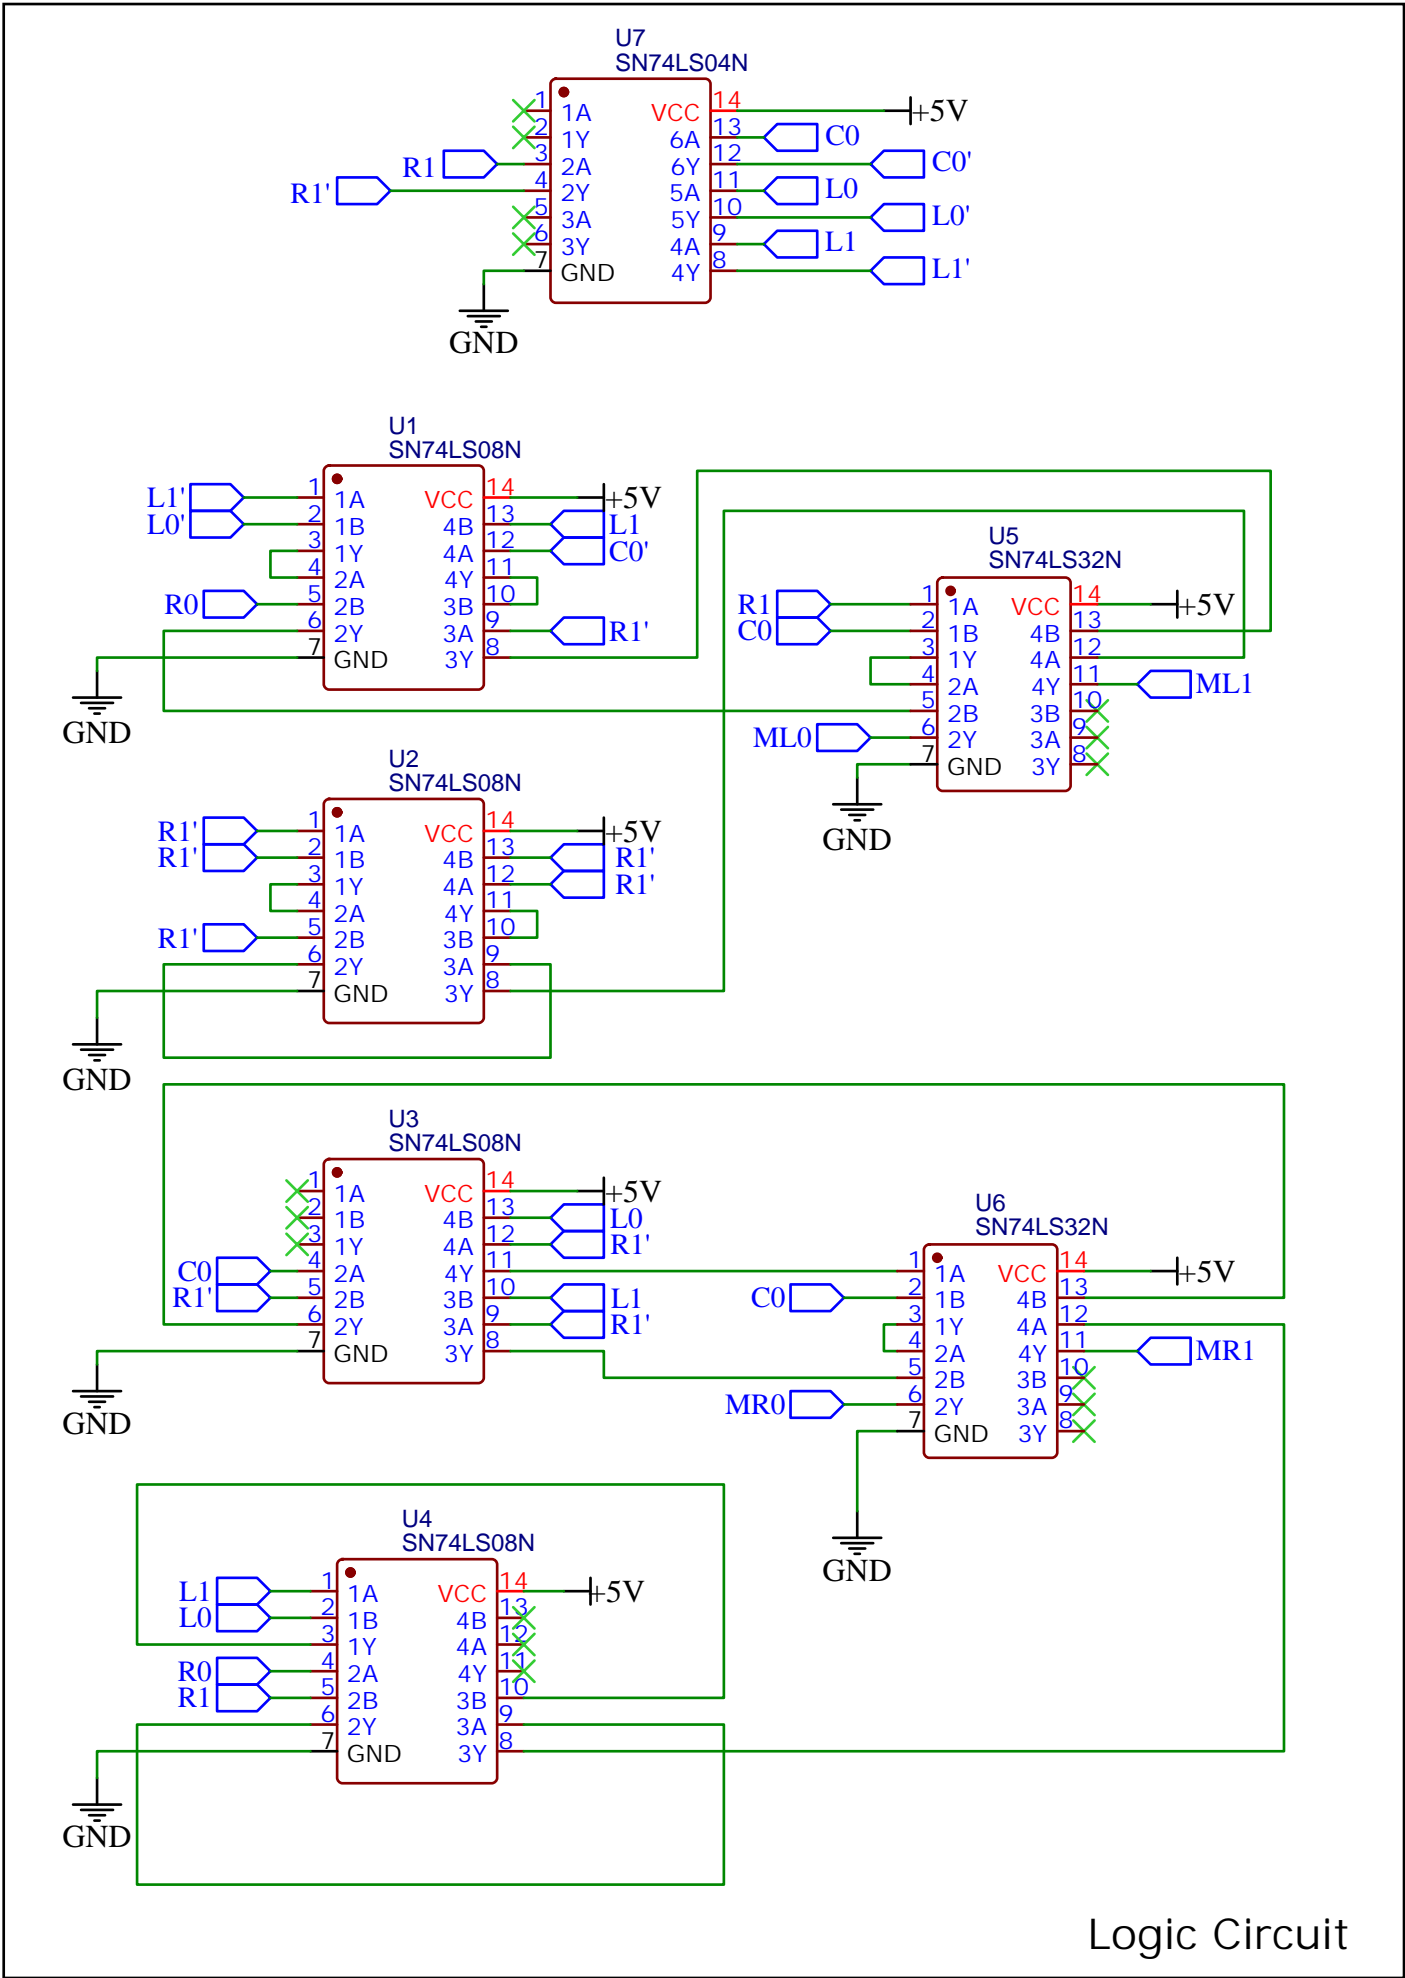 U7
SN74LS04N
1 1A VCC 14 +5V
2 1Y 6A 13 C0
R1 3 2A 6Y 12 C0'
R1' 4 2Y 5A 11 L0
5 3A 5Y 10 L0'
6 3Y 4A 9 L1
7 GND 4Y 8 L1'
GND
U1
SN74LS08N
L1' 1 1A VCC 14 +5V
L0' 2 1B 4B 13 L1
3 1Y 4A 12 C0'
4 2A 4Y 11
R0 5 2B 3B 10
6 2Y 3A 9 R1'
7 GND 3Y 8
GND
U5
SN74LS32N
R1 1 1A VCC 14 +5V
C0 2 1B 4B 13
3 1Y 4A 12
4 2A 4Y 11 ML1
5 2B 3B 10
ML0 6 2Y 3A 9
7 GND 3Y 8
GND
U2
SN74LS08N
R1' 1 1A VCC 14 +5V
R1' 2 1B 4B 13 R1'
3 1Y 4A 12 R1'
4 2A 4Y 11
R1' 5 2B 3B 10
6 2Y 3A 9
7 GND 3Y 8
GND
U3
SN74LS08N
1 1A VCC 14 +5V
2 1B 4B 13 L0
3 1Y 4A 12 R1'
C0 4 2A 4Y 11
R1' 5 2B 3B 10 L1
6 2Y 3A 9 R1'
7 GND 3Y 8
GND
U6
SN74LS32N
1 1A VCC 14 +5V
C0 2 1B 4B 13
3 1Y 4A 12
4 2A 4Y 11 MR1
5 2B 3B 10
MR0 6 2Y 3A 9
7 GND 3Y 8
GND
U4
SN74LS08N
L1 1 1A VCC 14 +5V
L0 2 1B 4B 13
3 1Y 4A 12
R0 4 2A 4Y 11
R1 5 2B 3B 10
6 2Y 3A 9
7 GND 3Y 8
GND
Logic Circuit